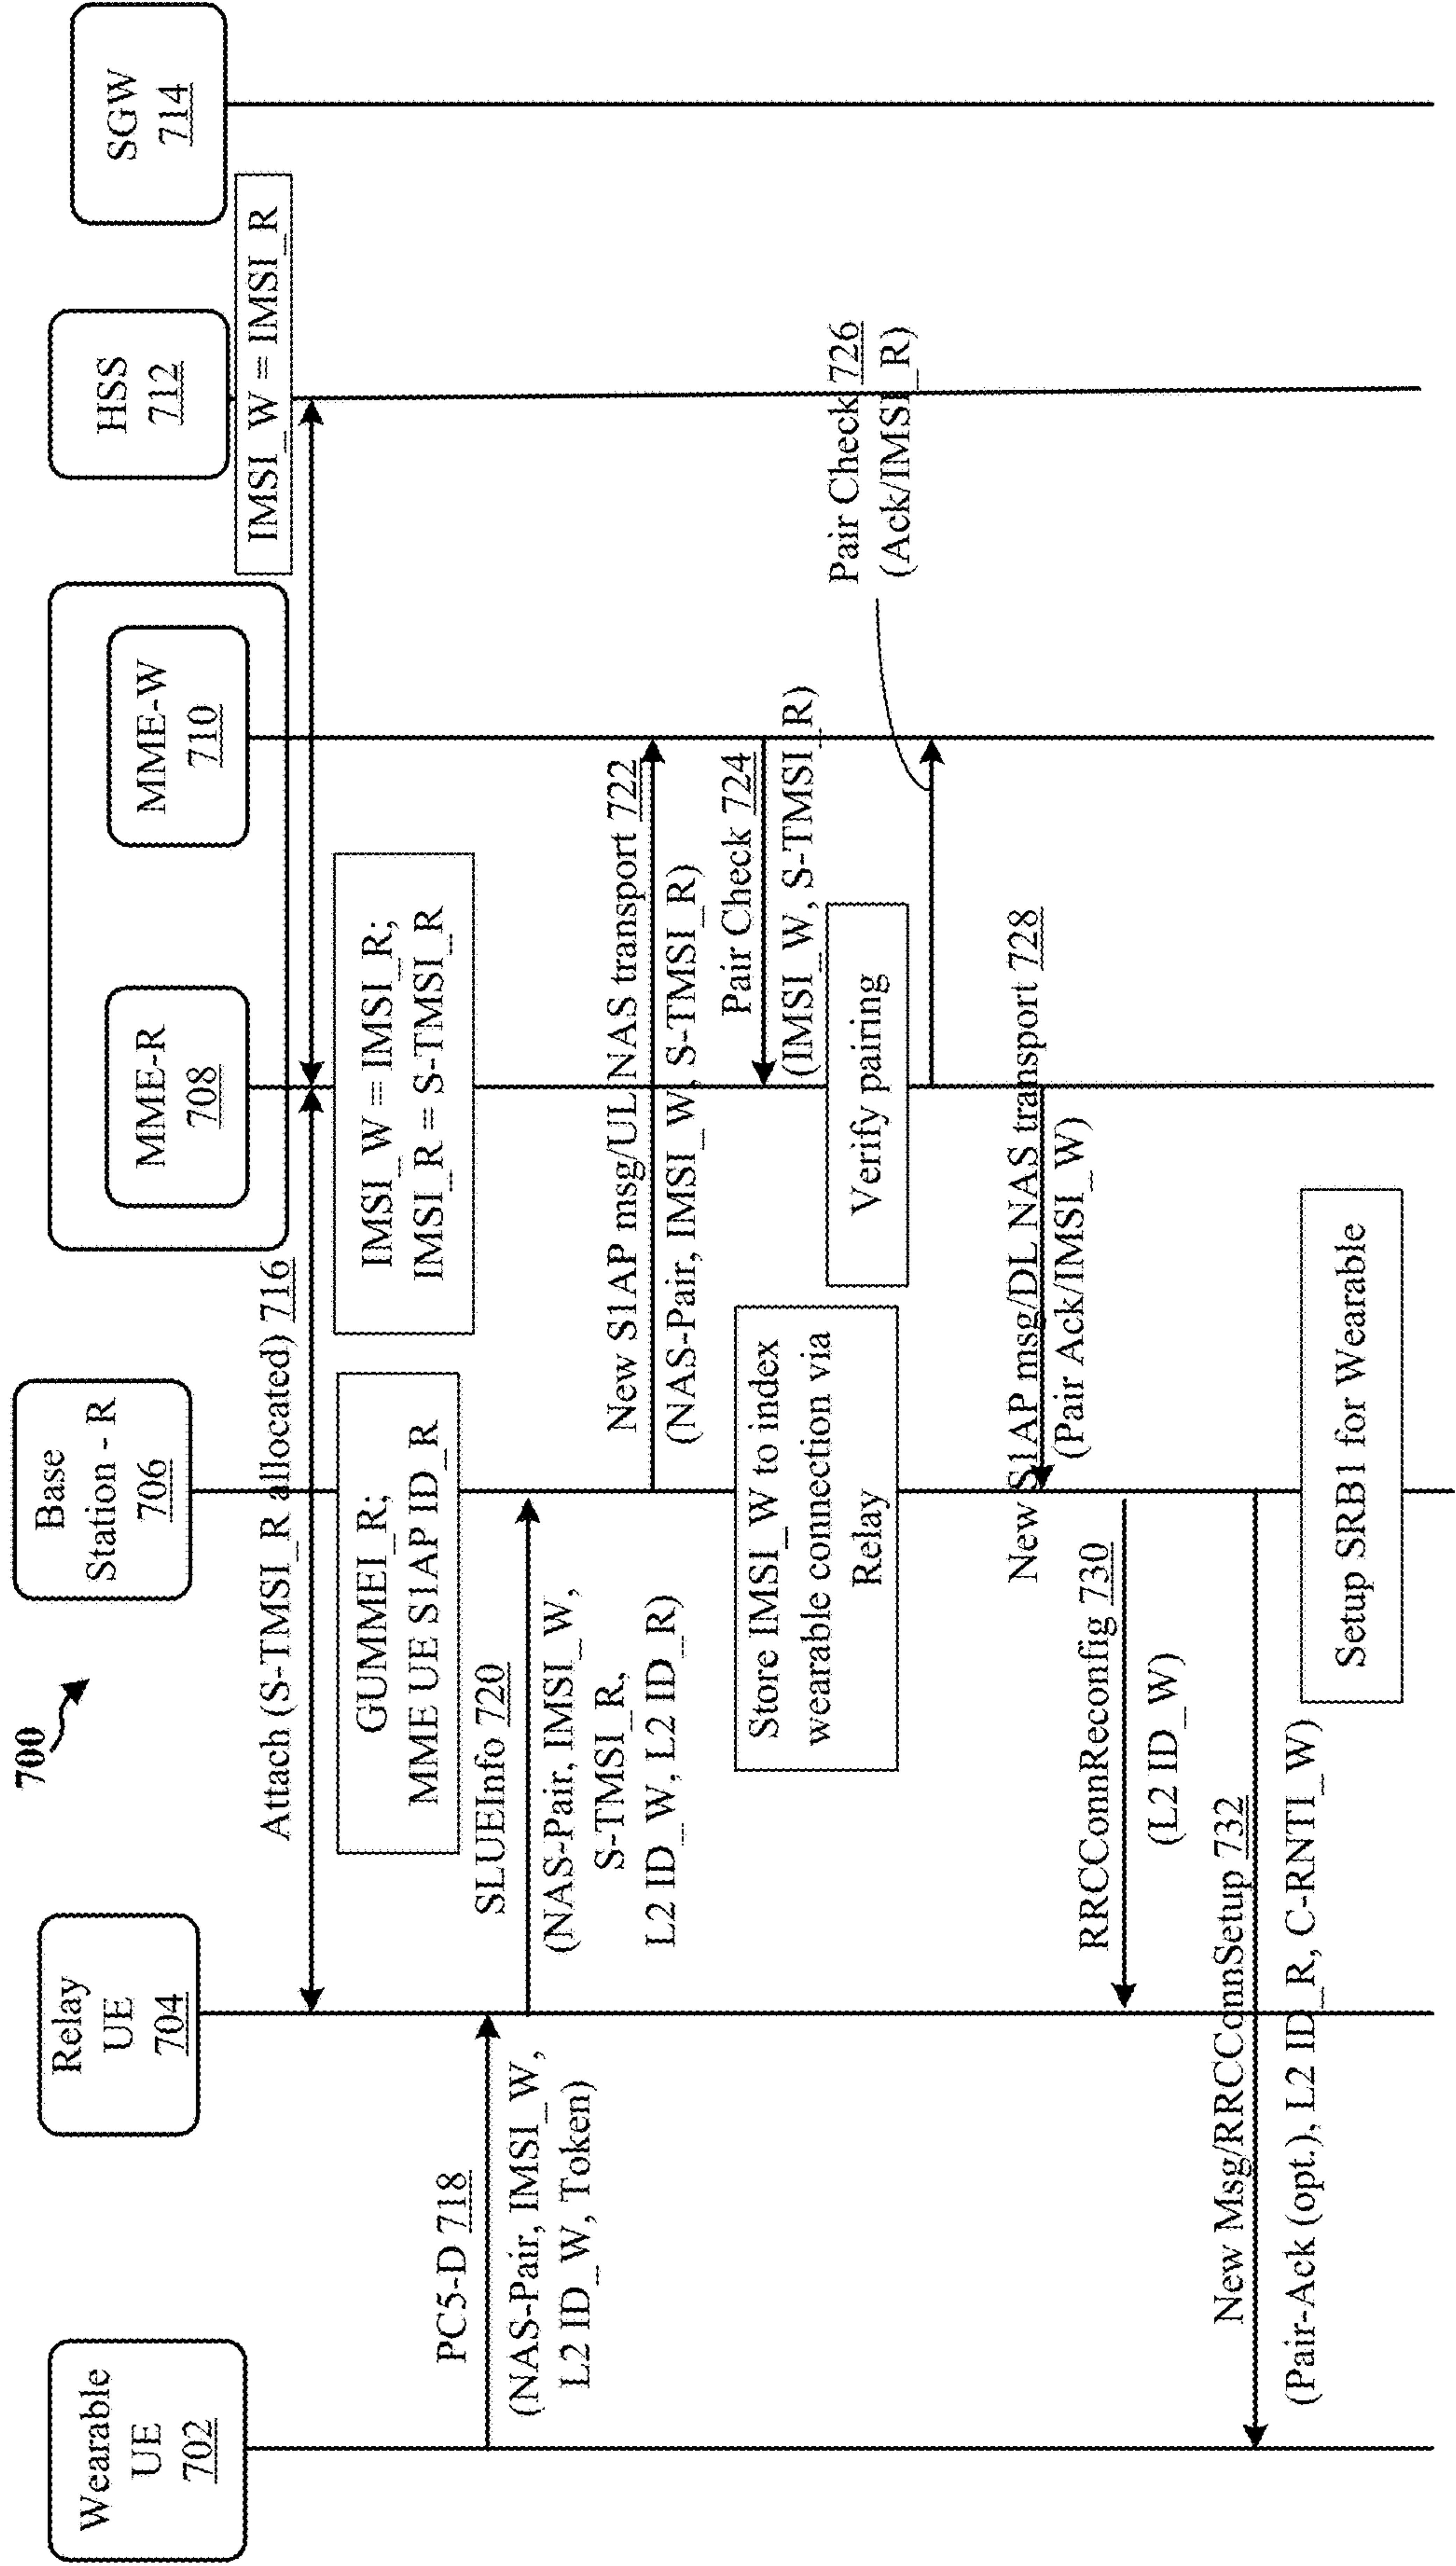 700
Wearable
UE
702
Relay
UE
704
Base
Station - R
706
MME-R
708
MME-W
710
HSS
712
SGW
714
IMSI_W = IMSI_R
Attach (S-TMSI_R allocated) 716
GUMMEI_R;
MME UE S1AP ID_R
IMSI_W = IMSI_R;
IMSI_R = S-TMSI_R
PC5-D 718
(NAS-Pair, IMSI_W,
L2 ID_W, Token)
SLUEInfo 720
(NAS-Pair, IMSI_W,
S-TMSI_R,
L2 ID_W, L2 ID_R)
New S1AP msg/UL NAS transport 722
(NAS-Pair, IMSI_W, S-TMSI_R)
Store IMSI_W to index
wearable connection via
Relay
Pair Check 724
(IMSI_W, S-TMSI_R)
Verify pairing
Pair Check 726
(Ack/IMSI_R)
New S1AP msg/DL NAS transport 728
(Pair Ack/IMSI_W)
RRCConnReconfig 730
(L2 ID_W)
New Msg/RRCConnSetup 732
(Pair-Ack (opt.), L2 ID_R, C-RNTI_W)
Setup SRB1 for Wearable